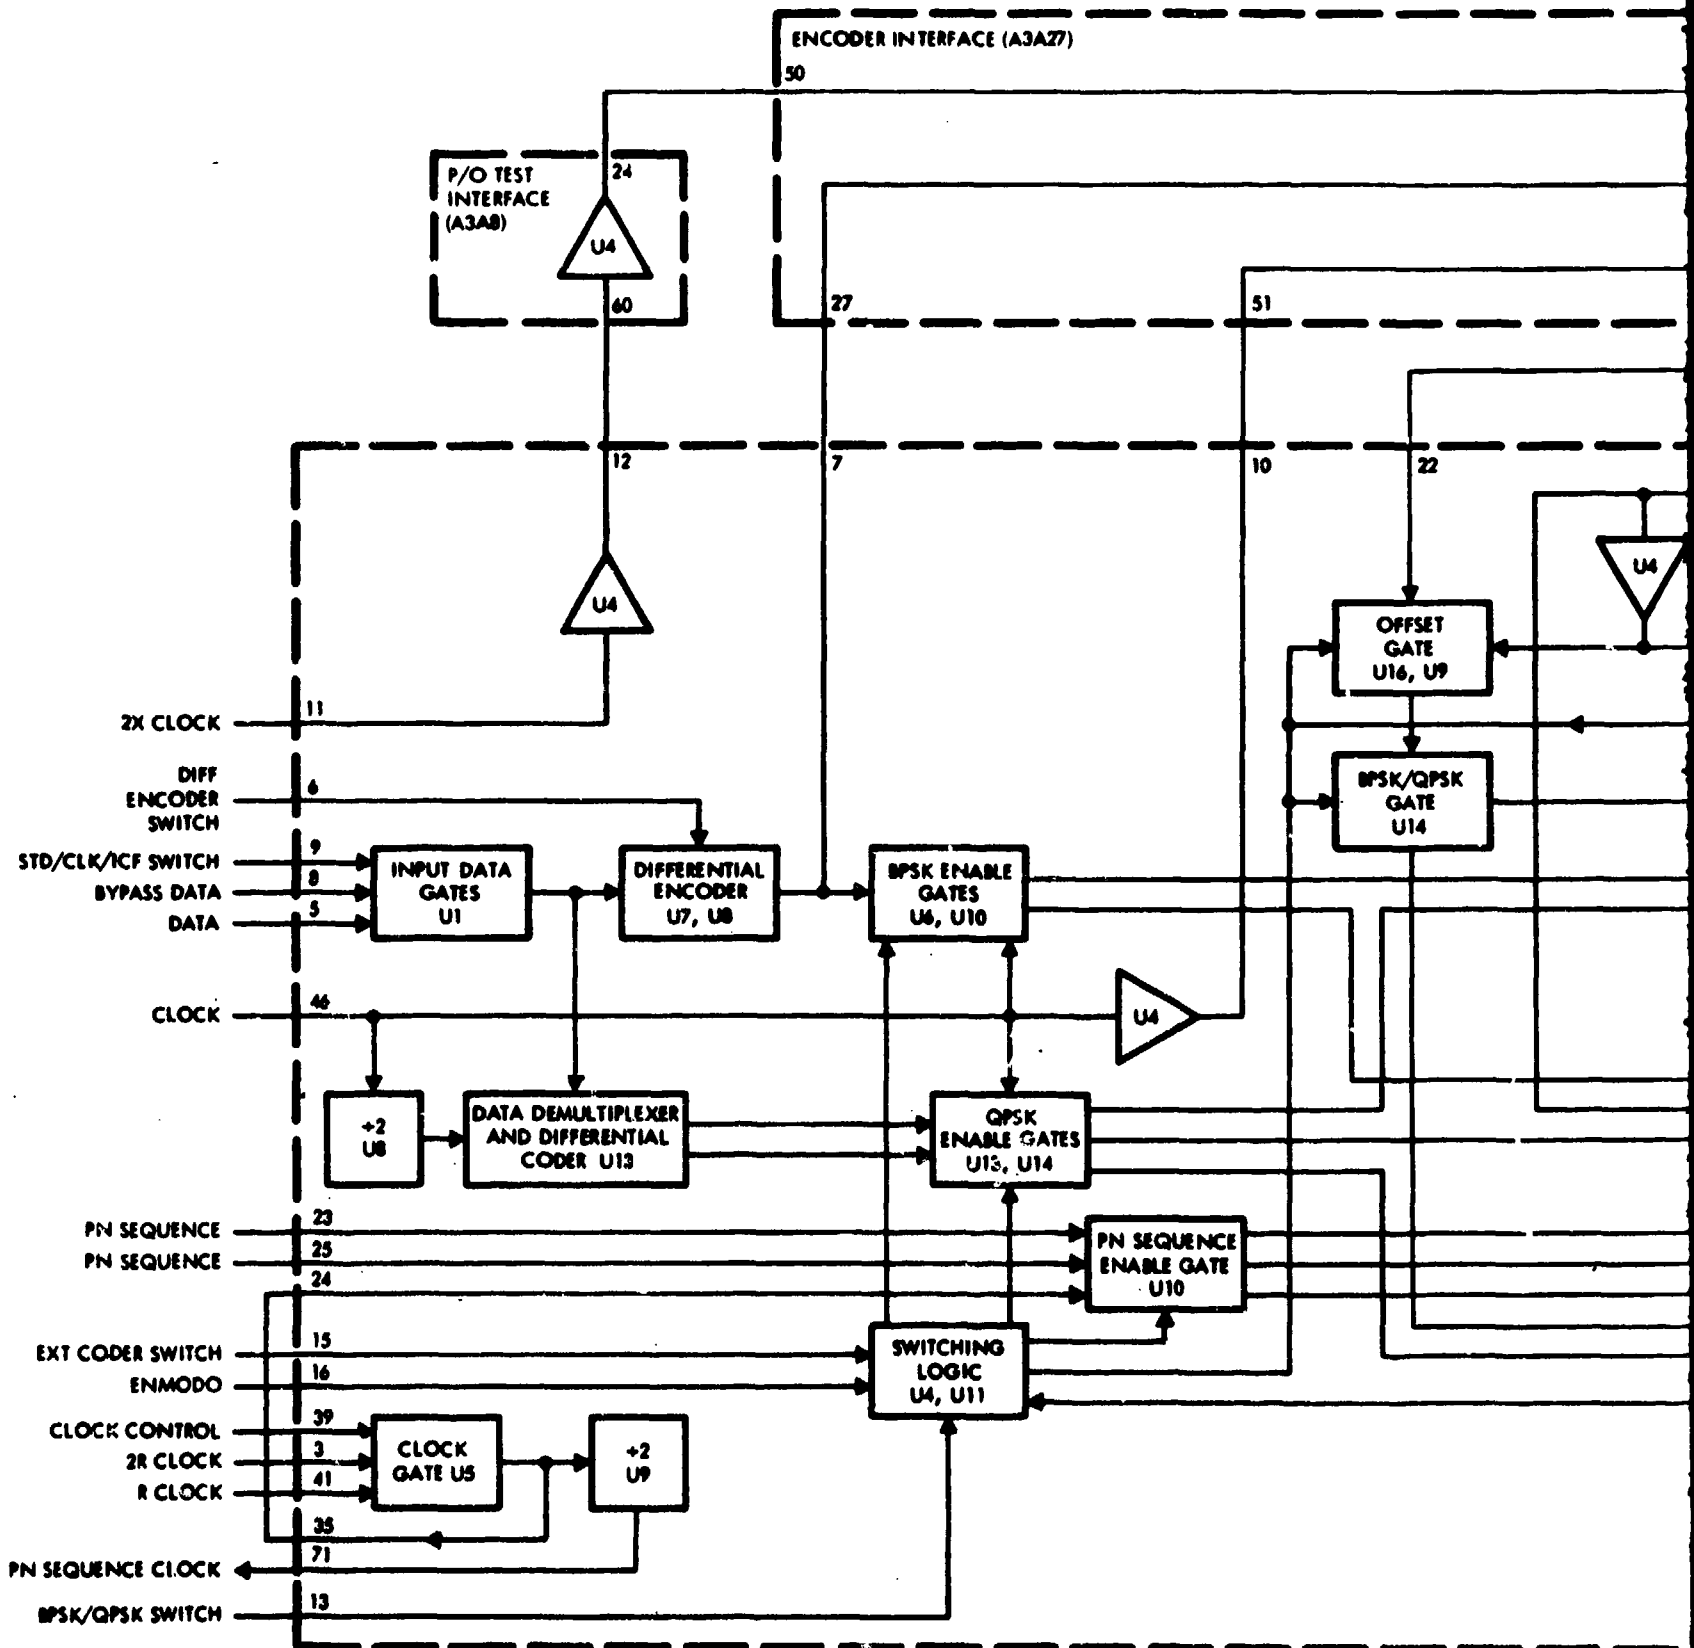 ENCODER INTERFACE (A3A27)
50
P/O TEST
INTERFACE
(A3A8)
24
U4
60
27
51
12
7
10
22
U4
U4
OFFSET
GATE
U16, U9
11
2X CLOCK
DIFF
ENCODER
SWITCH
6
BPSK/QPSK
GATE
U14
STD/CLK/ICF SWITCH
9
BYPASS DATA
8
DATA
5
INPUT DATA
GATES
U1
DIFFERENTIAL
ENCODER
U7, U8
BPSK ENABLE
GATES
U6, U10
CLOCK
46
U4
÷2
U8
DATA DEMULTIPLEXER
AND DIFFERENTIAL
CODER U13
QPSK
ENABLE GATES
U13, U14
PN SEQUENCE
23
PN SEQUENCE
25
24
PN SEQUENCE
ENABLE GATE
U10
EXT CODER SWITCH
15
ENMODO
16
SWITCHING
LOGIC
U4, U11
CLOCK CONTROL
39
2R CLOCK
3
R CLOCK
41
CLOCK
GATE U5
÷2
U9
35
71
PN SEQUENCE CLOCK
BPSK/QPSK SWITCH
13